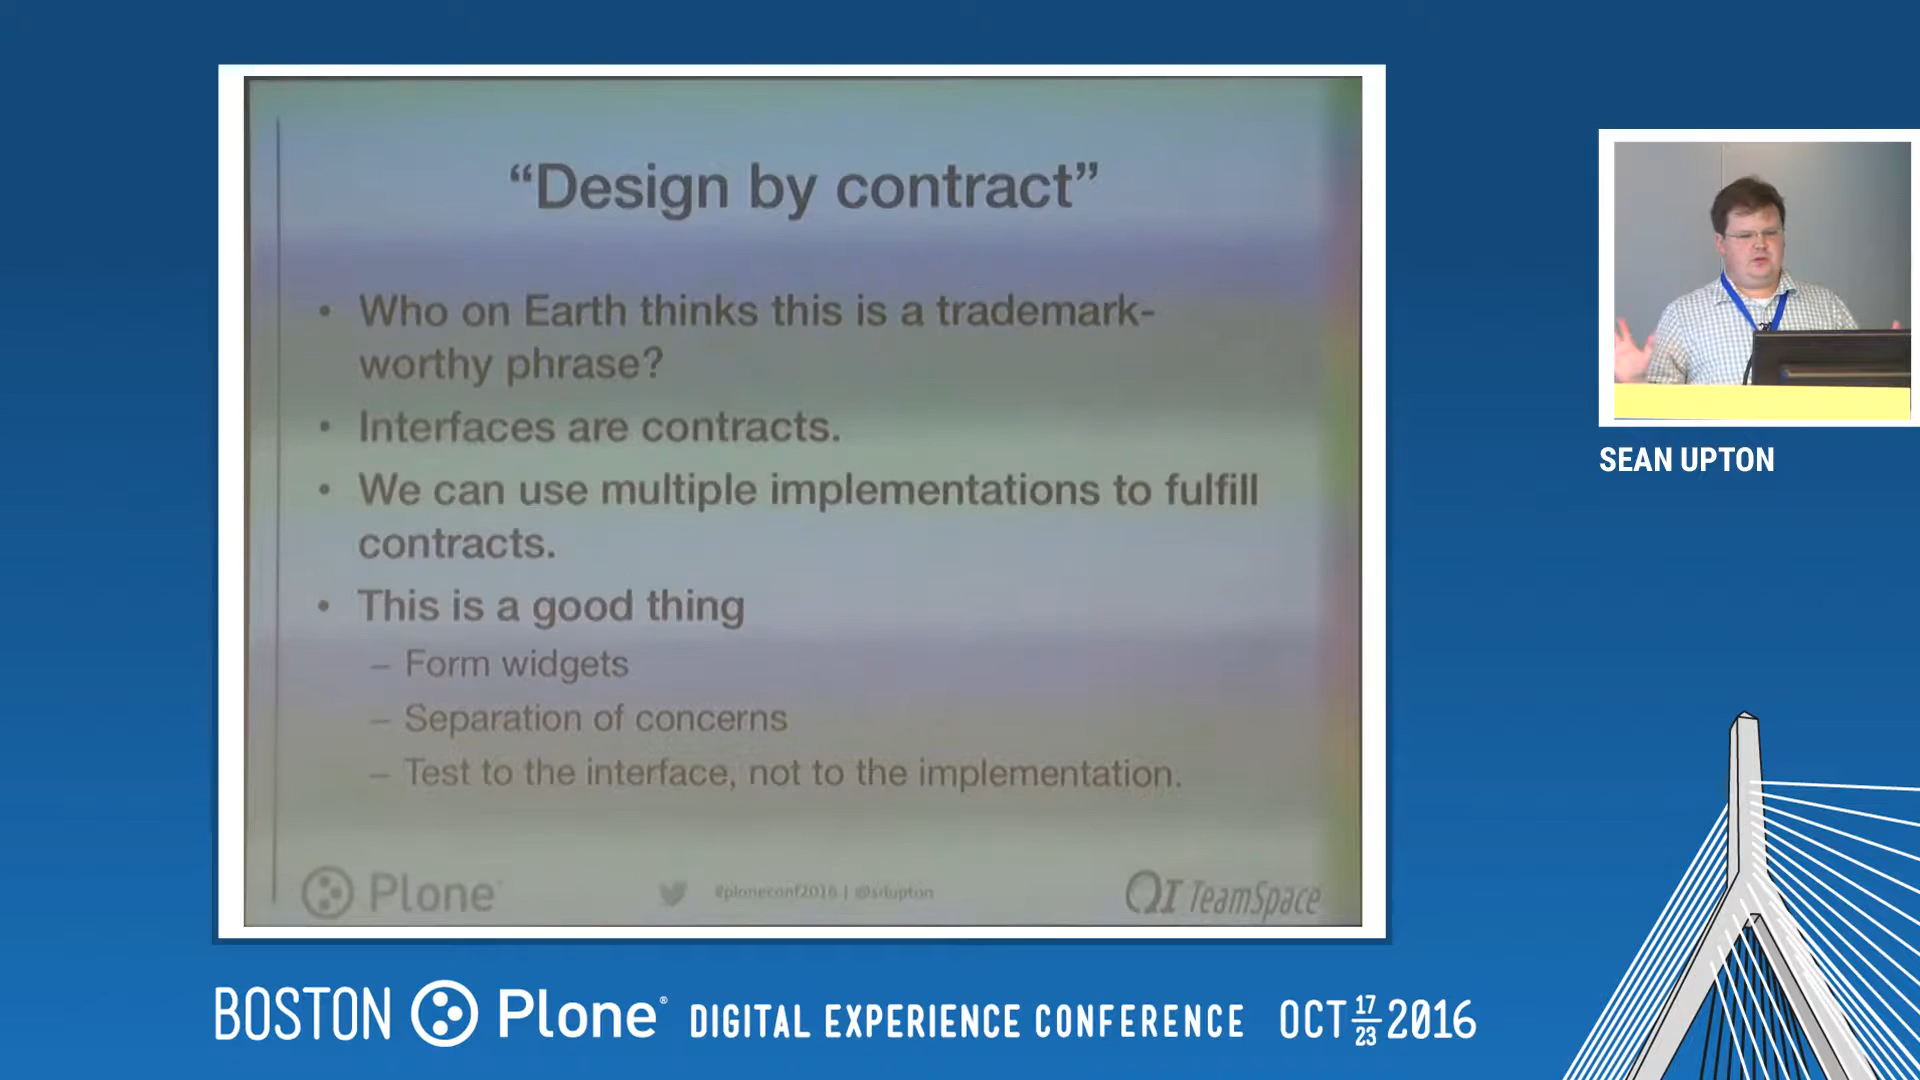 “Design by contract”
• Who on Earth thinks this is a trademark-
worthy phrase?
• Interfaces are contracts.
• We can use multiple implementations to fulfill
contracts.
• This is a good thing
– Form widgets
– Separation of concerns
– Test to the interface, not to the implementation.
Plone
#ploneconf2016 | @sdupton
QI TeamSpace
SEAN UPTON
BOSTON Plone® DIGITAL EXPERIENCE CONFERENCE OCT 17 23 2016